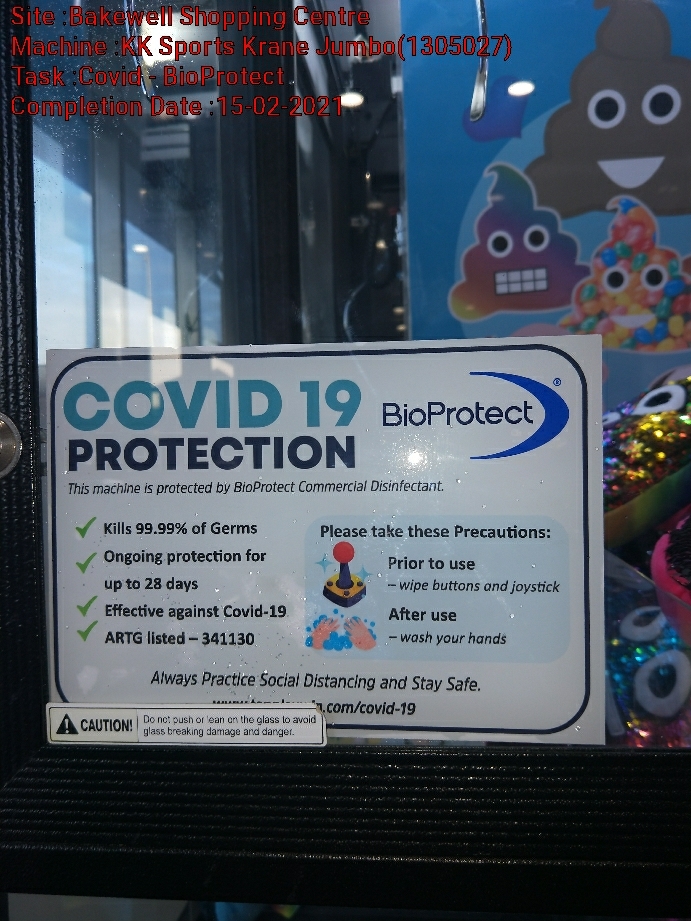 Site :Bakewell Shopping Centre
Machine :KK Sports Krane Jumbo(1305027)
Task :Covid - BioProtect
Completion Date :15-02-2021
COVID 19
PROTECTION
BioProtect®
This machine is protected by BioProtect Commercial Disinfectant.
Kills 99.99% of Germs
Ongoing protection for
up to 28 days
Effective against Covid-19
ARTG listed – 341130
Please take these Precautions:
Prior to use
– wipe buttons and joystick
After use
– wash your hands
Always Practice Social Distancing and Stay Safe.
.com/covid-19
CAUTION!
Do not push or lean on the glass to avoid
glass breaking damage and danger.